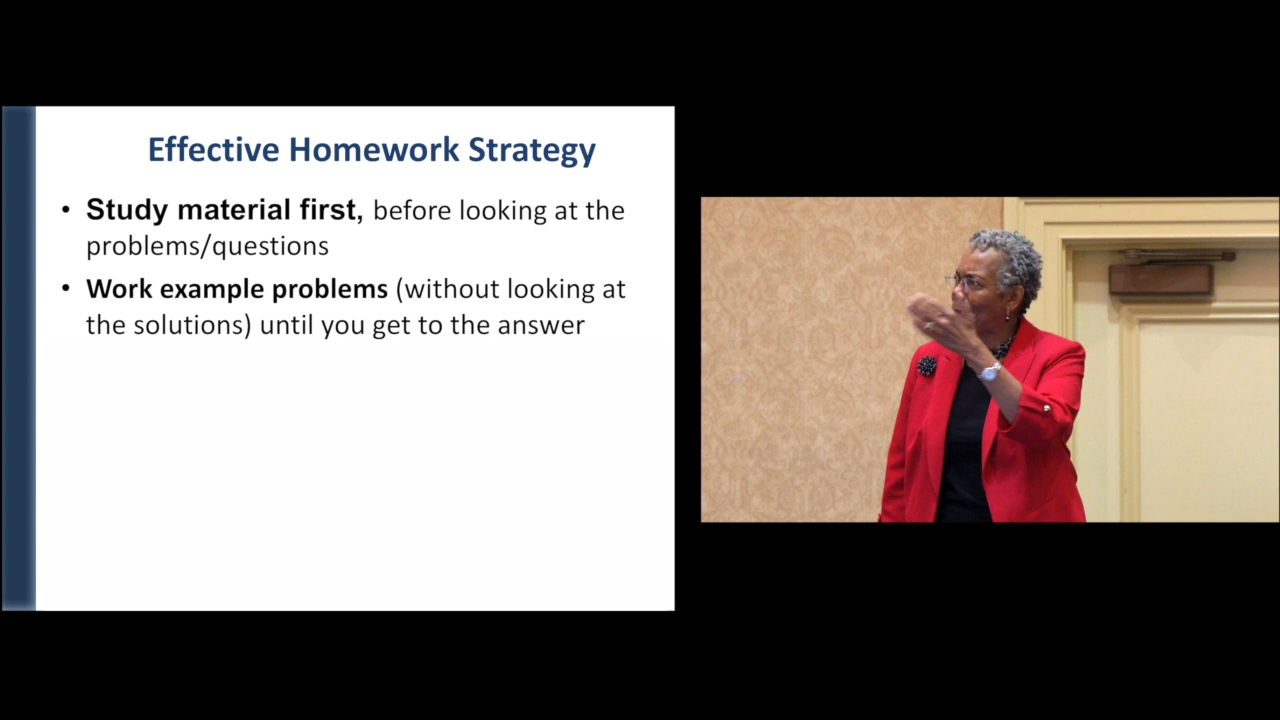 Effective Homework Strategy
• Study material first, before looking at the
problems/questions
• Work example problems (without looking at
the solutions) until you get to the answer